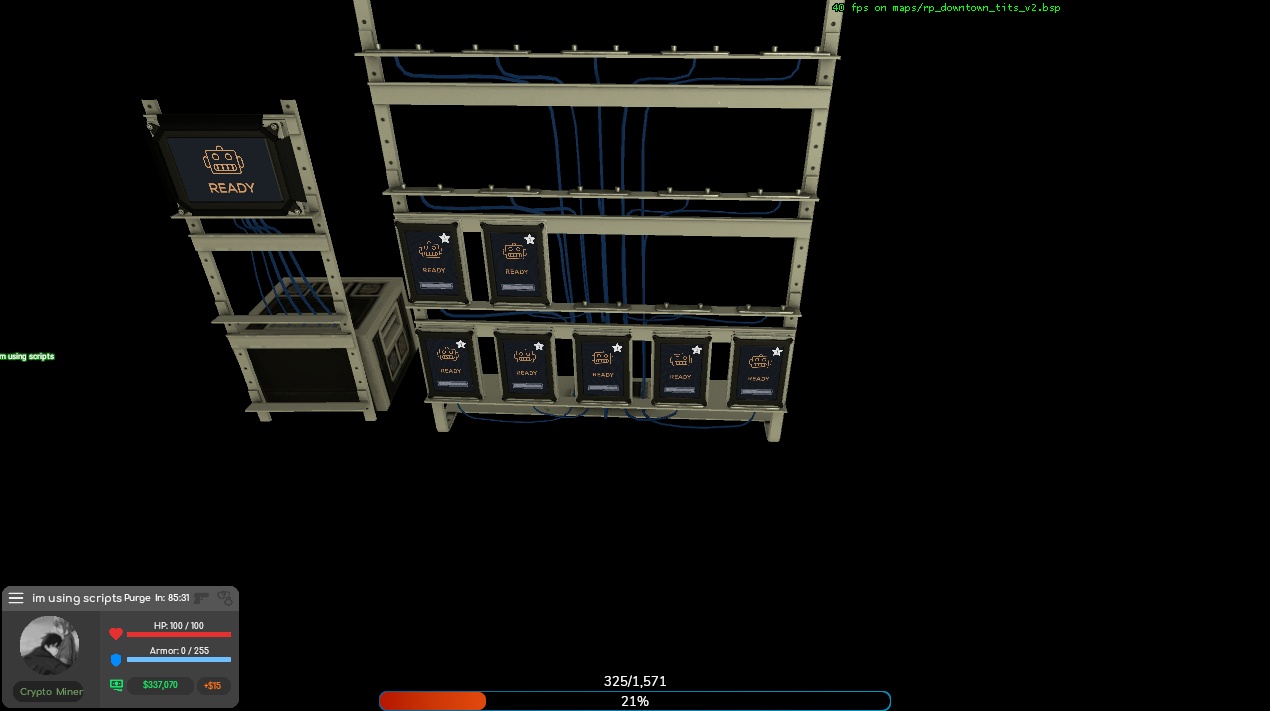 40 fps on maps/rp_downtown_tits_v2.bsp
READY
READY
READY
m using scripts
READY
READY
READY
READY
READY
im using scripts Purge In: 85:31
HP: 100 / 100
Armor: 0 / 255
$337,070 +$15
Crypto Miner
325/1,571
21%